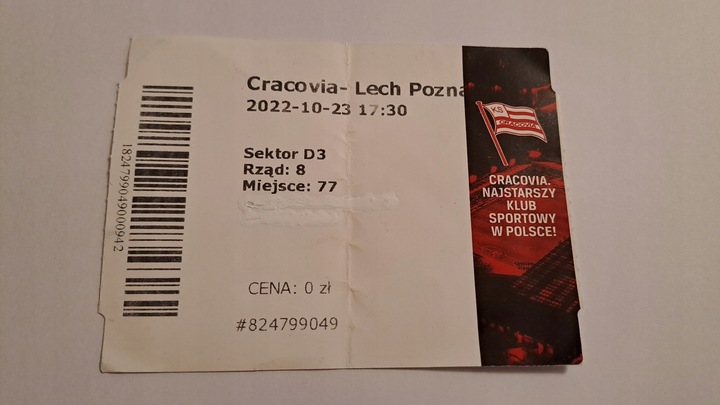 Cracovia- Lech Pozna
2022-10-23 17:30
Sektor D3
Rząd: 8
Miejsce: 77
CENA: 0 zł
#824799049
1824799049000942
KS
CRACOVIA
CRACOVIA.
NAJSTARSZY
KLUB
SPORTOWY
W POLSCE!